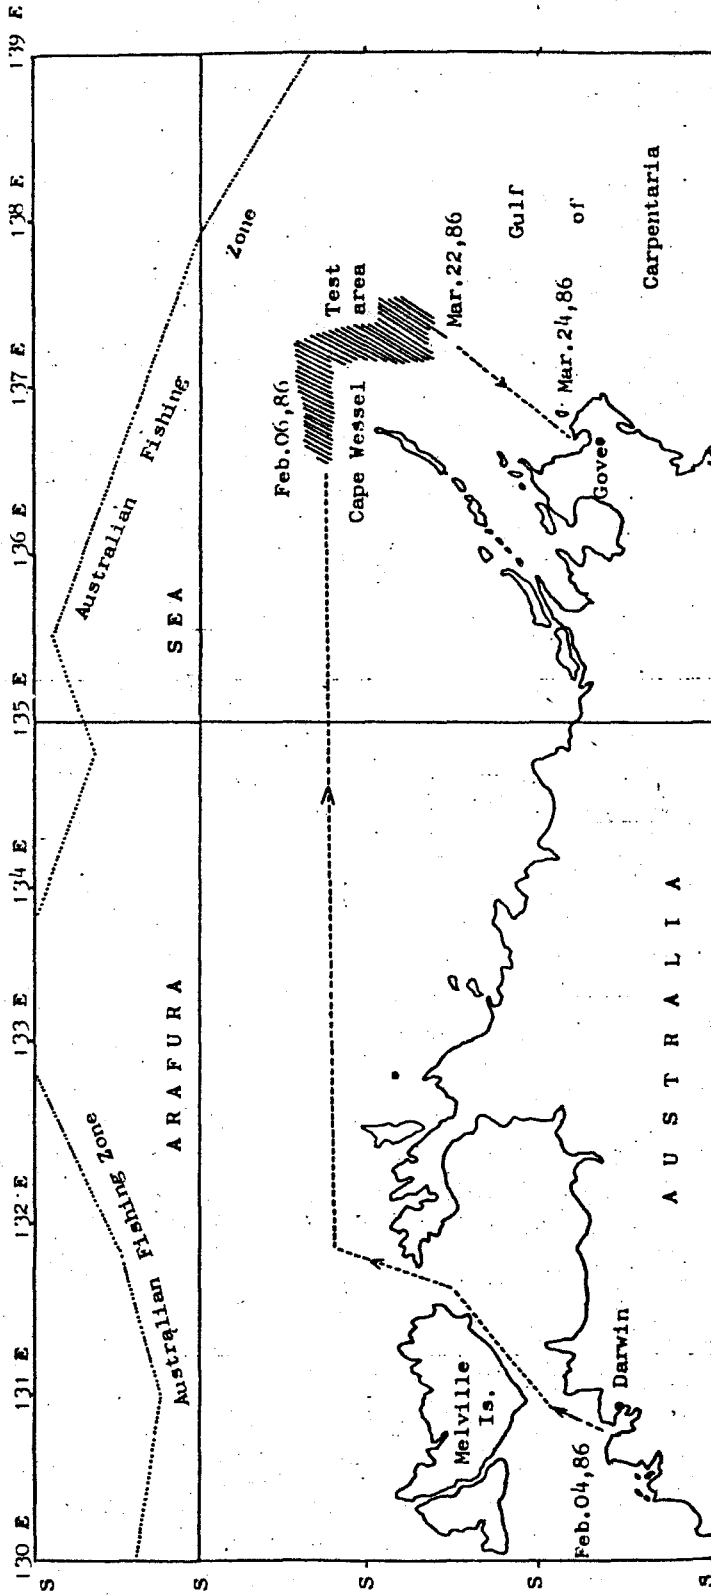 130 E
131 E
132 E
133 E
134 E
135 E
136 E
137 E
138 E
139 E
S
S
S
S
S
Australian Fishing Zone
Australian Fishing
Zone
ARAFURA
SEA
Feb.06,86
Test
area
Cape Wessel
Mar.22,86
Gulf
of
Carpentaria
Mar.24,86
Gove
Melville
Is.
Feb.04,86
Darwin
AUSTRALIA